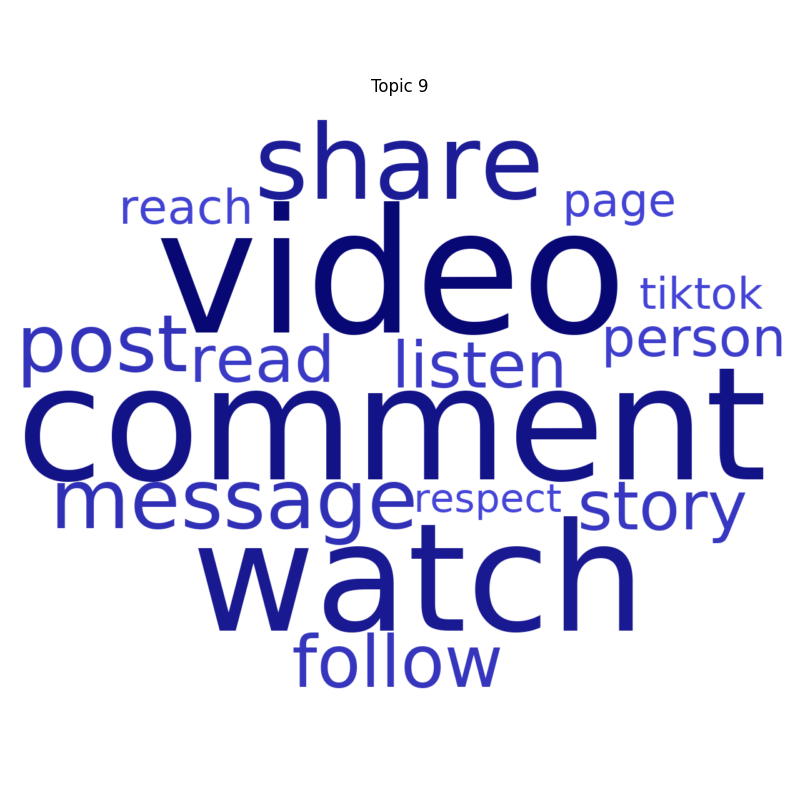 Topic 9
share
reach
page
video
tiktok
person
post
read
listen
comment
message
respect
story
watch
follow